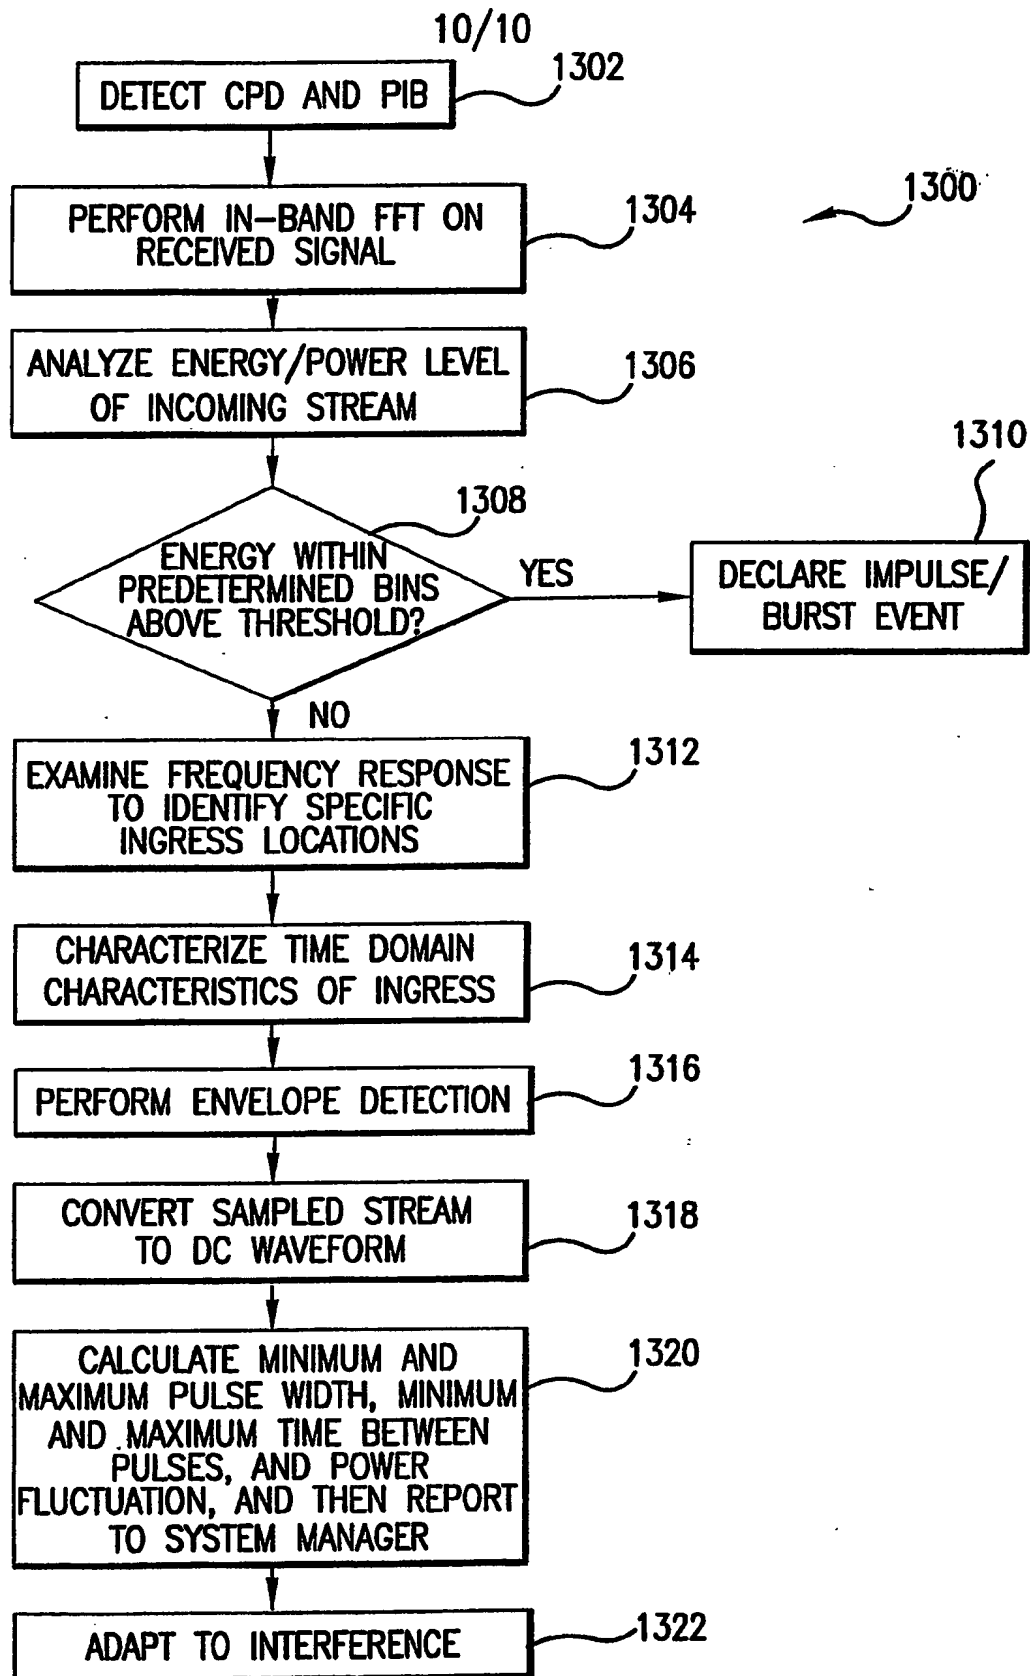 10/10
DETECT CPD AND PIB
1302
1300
PERFORM IN-BAND FFT ON
RECEIVED SIGNAL
1304
ANALYZE ENERGY/POWER LEVEL
OF INCOMING STREAM
1306
ENERGY WITHIN
PREDETERMINED BINS
ABOVE THRESHOLD?
1308
YES
DECLARE IMPULSE/
BURST EVENT
1310
NO
EXAMINE FREQUENCY RESPONSE
TO IDENTIFY SPECIFIC
INGRESS LOCATIONS
1312
CHARACTERIZE TIME DOMAIN
CHARACTERISTICS OF INGRESS
1314
PERFORM ENVELOPE DETECTION
1316
CONVERT SAMPLED STREAM
TO DC WAVEFORM
1318
CALCULATE MINIMUM AND
MAXIMUM PULSE WIDTH, MINIMUM
AND MAXIMUM TIME BETWEEN
PULSES, AND POWER
FLUCTUATION, AND THEN REPORT
TO SYSTEM MANAGER
1320
ADAPT TO INTERFERENCE
1322